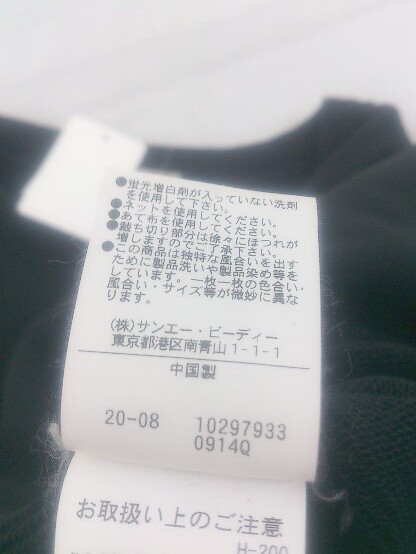 ●蛍光増白剤が入っていない洗剤
を使用して下さい。
●ネットを使用してください。
●あて布を使用してください。
●裁ち切り部分は徐々にほつれが
増しますのでご了承下さい。
●この商品は独特な風合いを出す
ために製品洗いや製品染め等を
しています。一枚一枚の色合い・
風合い・サイズ等が微妙に異な
ります。
(株)サンエー・ビーディー
東京都港区南青山1-1-1
中国製
20-08 10297933
0914Q
お取扱い上のご注意
H-200